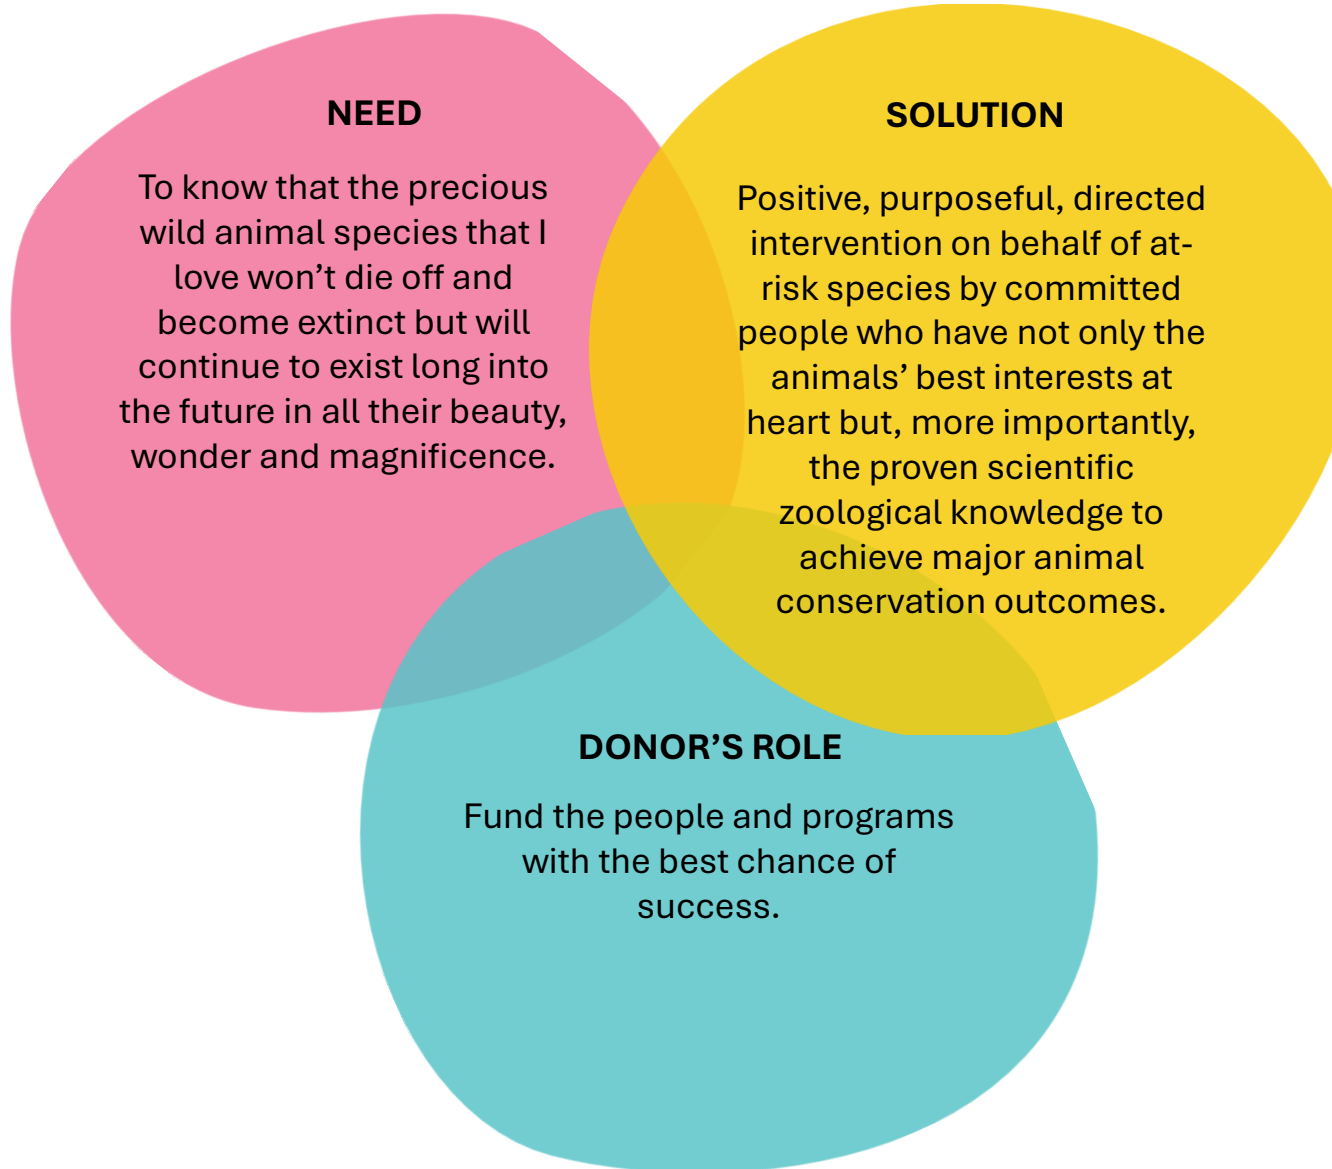 NEED
To know that the precious
wild animal species that I
love won’t die off and
become extinct but will
continue to exist long into
the future in all their beauty,
wonder and magnificence.
SOLUTION
Positive, purposeful, directed
intervention on behalf of at-
risk species by committed
people who have not only the
animals’ best interests at
heart but, more importantly,
the proven scientific
zoological knowledge to
achieve major animal
conservation outcomes.
DONOR’S ROLE
Fund the people and programs
with the best chance of
success.